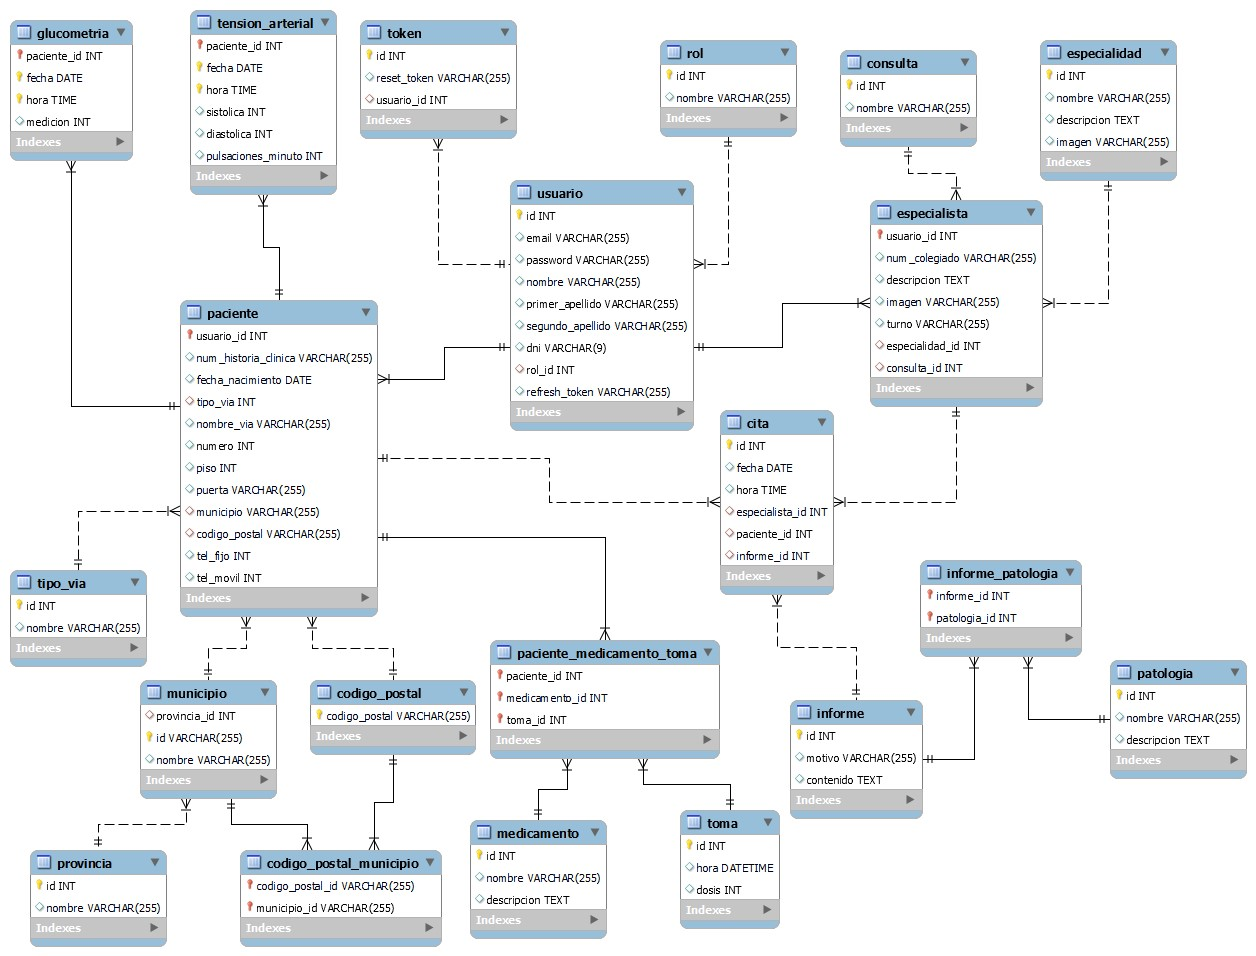 glucometria
paciente_id INT
fecha DATE
hora TIME
medicion INT
Indexes
tension_arterial
paciente_id INT
fecha DATE
hora TIME
sistolica INT
diastolica INT
pulsaciones_minuto INT
Indexes
token
id INT
reset_token VARCHAR(255)
usuario_id INT
Indexes
rol
id INT
nombre VARCHAR(255)
Indexes
consulta
id INT
nombre VARCHAR(255)
Indexes
especialidad
id INT
nombre VARCHAR(255)
descripcion TEXT
imagen VARCHAR(255)
Indexes
usuario
id INT
email VARCHAR(255)
password VARCHAR(255)
nombre VARCHAR(255)
primer_apellido VARCHAR(255)
segundo_apellido VARCHAR(255)
dni VARCHAR(9)
rol_id INT
refresh_token VARCHAR(255)
Indexes
especialista
usuario_id INT
num_colegiado VARCHAR(255)
descripcion TEXT
imagen VARCHAR(255)
turno VARCHAR(255)
especialidad_id INT
consulta_id INT
Indexes
paciente
usuario_id INT
num_historia_clinica VARCHAR(255)
fecha_nacimiento DATE
tipo_via INT
nombre_via VARCHAR(255)
numero INT
piso INT
puerta VARCHAR(255)
municipio VARCHAR(255)
codigo_postal VARCHAR(255)
tel_fijo INT
tel_movil INT
Indexes
cita
id INT
fecha DATE
hora TIME
especialista_id INT
paciente_id INT
informe_id INT
Indexes
tipo_via
id INT
nombre VARCHAR(255)
Indexes
informe_patologia
informe_id INT
patologia_id INT
Indexes
paciente_medicamento_toma
paciente_id INT
medicamento_id INT
toma_id INT
Indexes
patologia
id INT
nombre VARCHAR(255)
descripcion TEXT
Indexes
municipio
provincia_id INT
id VARCHAR(255)
nombre VARCHAR(255)
Indexes
codigo_postal
codigo_postal VARCHAR(255)
Indexes
informe
id INT
motivo VARCHAR(255)
contenido TEXT
Indexes
provincia
id INT
nombre VARCHAR(255)
Indexes
codigo_postal_municipio
codigo_postal_id VARCHAR(255)
municipio_id VARCHAR(255)
Indexes
medicamento
id INT
nombre VARCHAR(255)
descripcion TEXT
Indexes
toma
id INT
hora DATETIME
dosis INT
Indexes